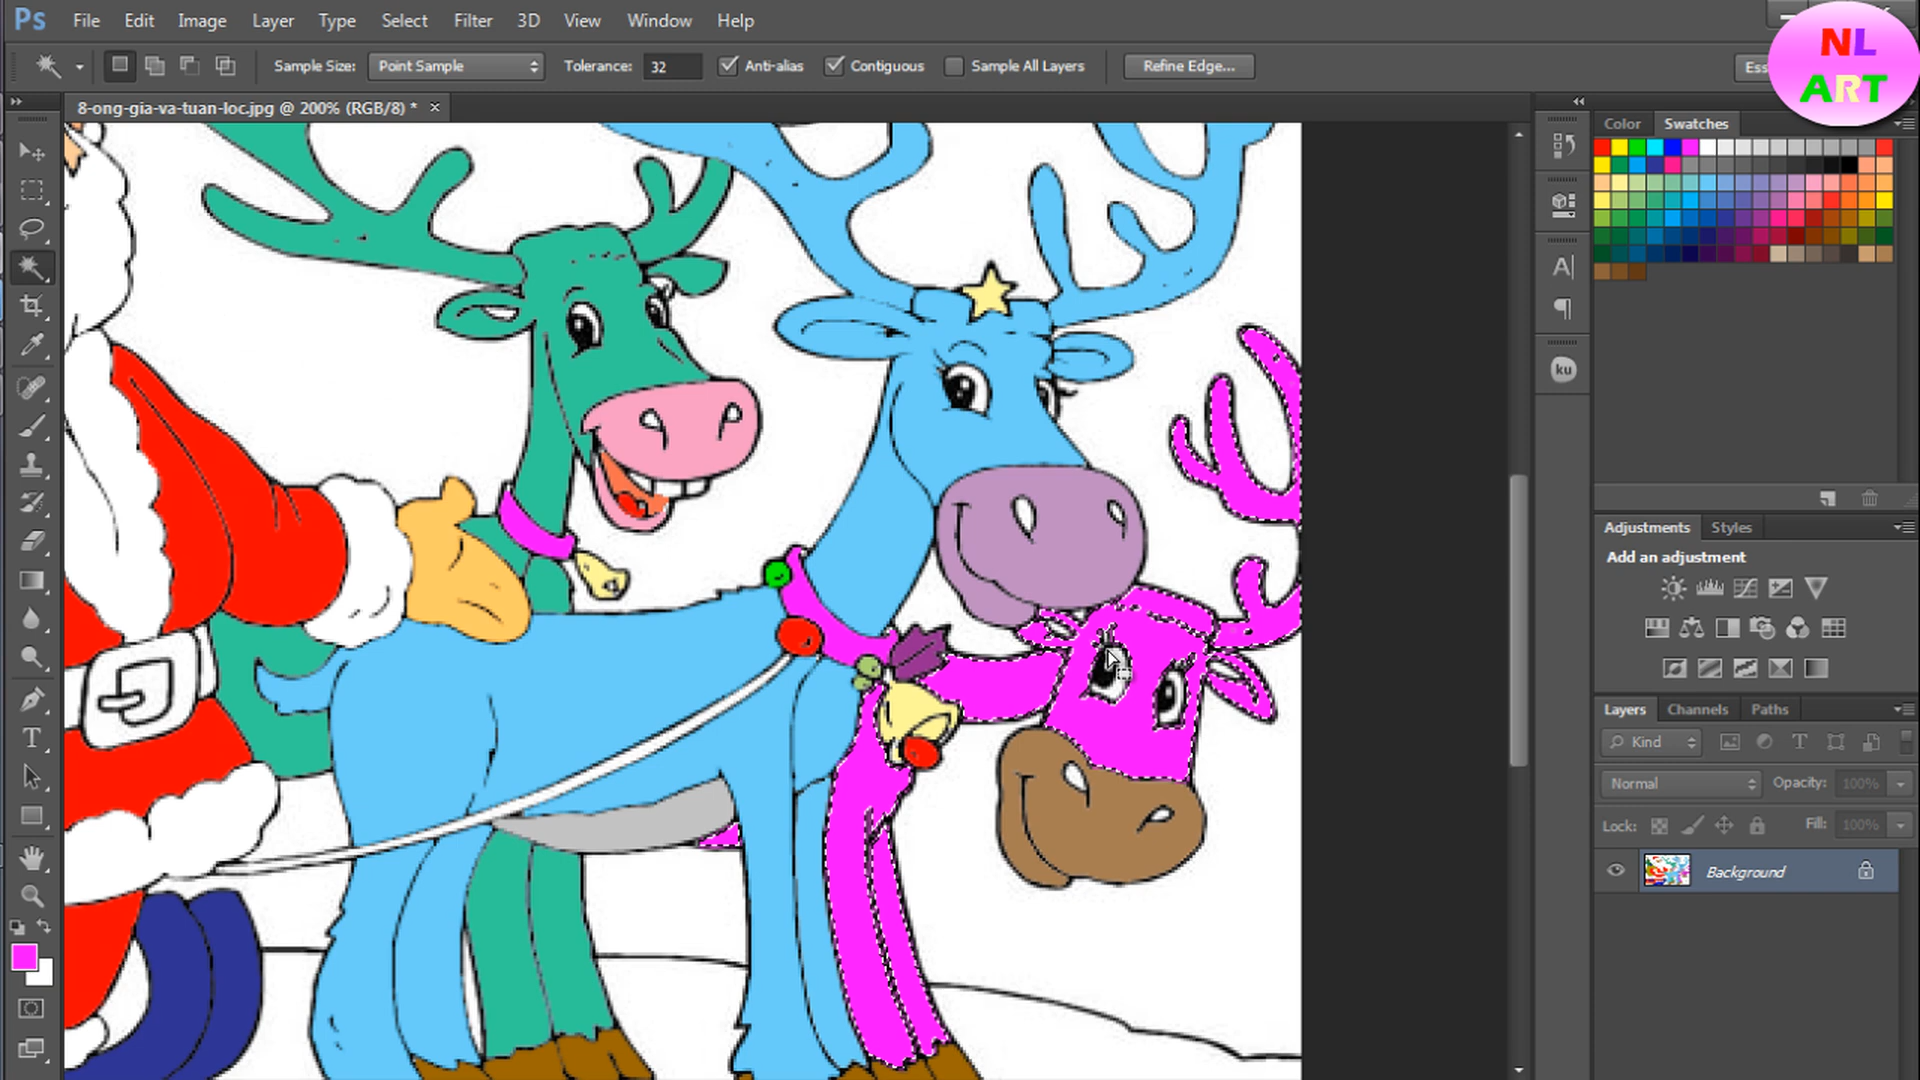 Ps File Edit Image Layer Type Select Filter 3D View Window Help
Sample Size: Point Sample Tolerance: 32 Anti-alias Contiguous Sample All Layers Refine Edge... Ess
NL
ART
8-ong-gia-va-tuan-loc.jpg @ 200% (RGB/8) * ×
Color Swatches
A|
ku
Adjustments Styles
Add an adjustment
Layers Channels Paths
Kind
Normal Opacity: 100%
Lock: Fill: 100%
Background
T